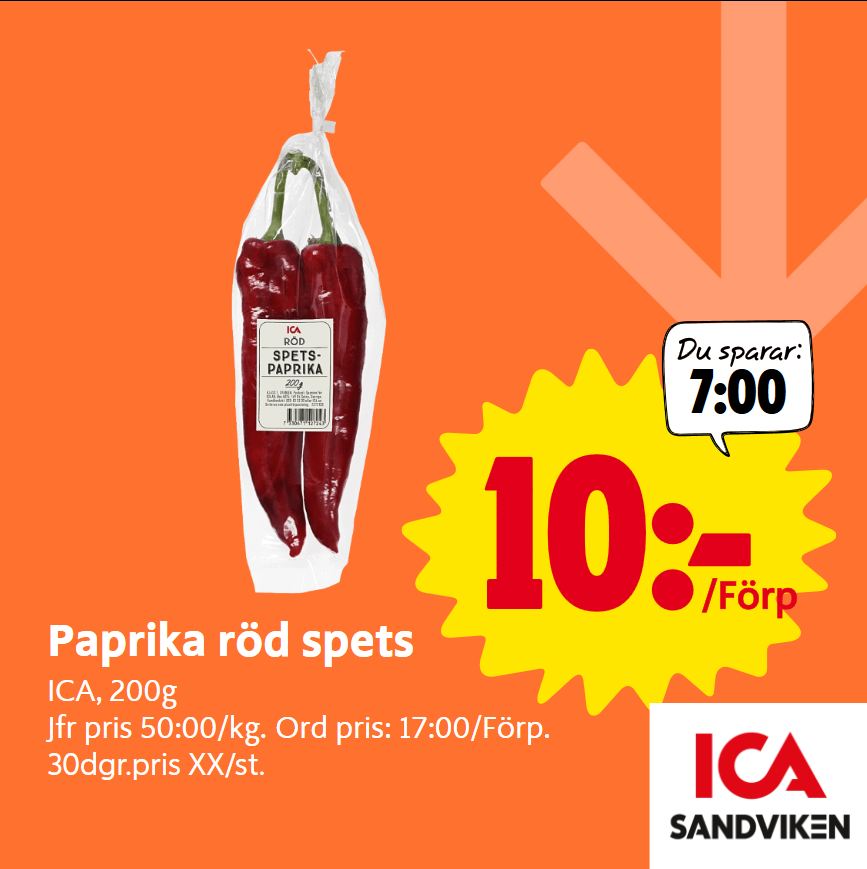 ICA
RÖD
SPETS-
PAPRIKA
200g
Du sparar:
7:00
10:-
/Förp
Paprika röd spets
ICA, 200g
Jfr pris 50:00/kg. Ord pris: 17:00/Förp.
30dgr.pris XX/st.
ICA
SANDVIKEN